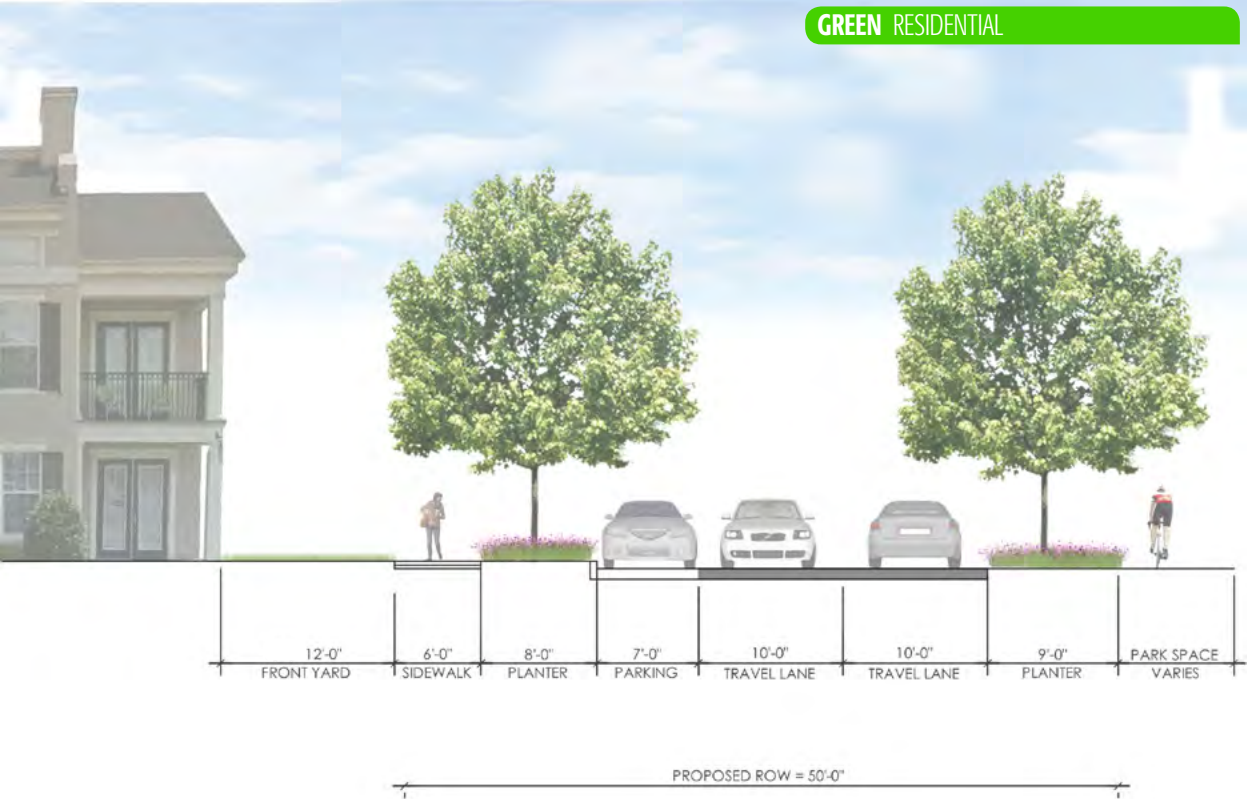 GREEN RESIDENTIAL
12'-0"
FRONT YARD
6'-0"
SIDEWALK
8'-0"
PLANTER
7'-0"
PARKING
10'-0"
TRAVEL LANE
10'-0"
TRAVEL LANE
9'-0"
PLANTER
PARK SPACE
VARIES
PROPOSED ROW = 50'-0"